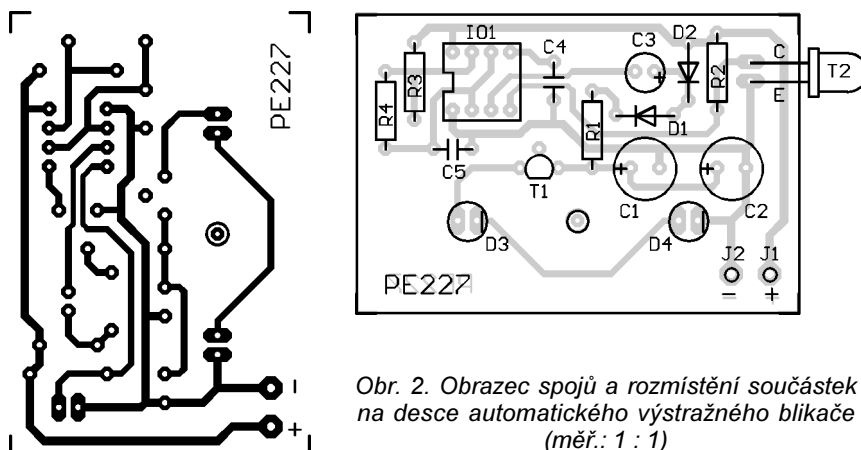 PE227
-
+
IO1
C4
C3
D2
R2
C
T2
E
R3
R4
R1
D1
C5
T1
C1
C2
D3
D4
J2
J1
-
+
PE227
Obr. 2. Obrazec spojů a rozmístění součástek
na desce automatického výstražného blikače
(měř.: 1 : 1)